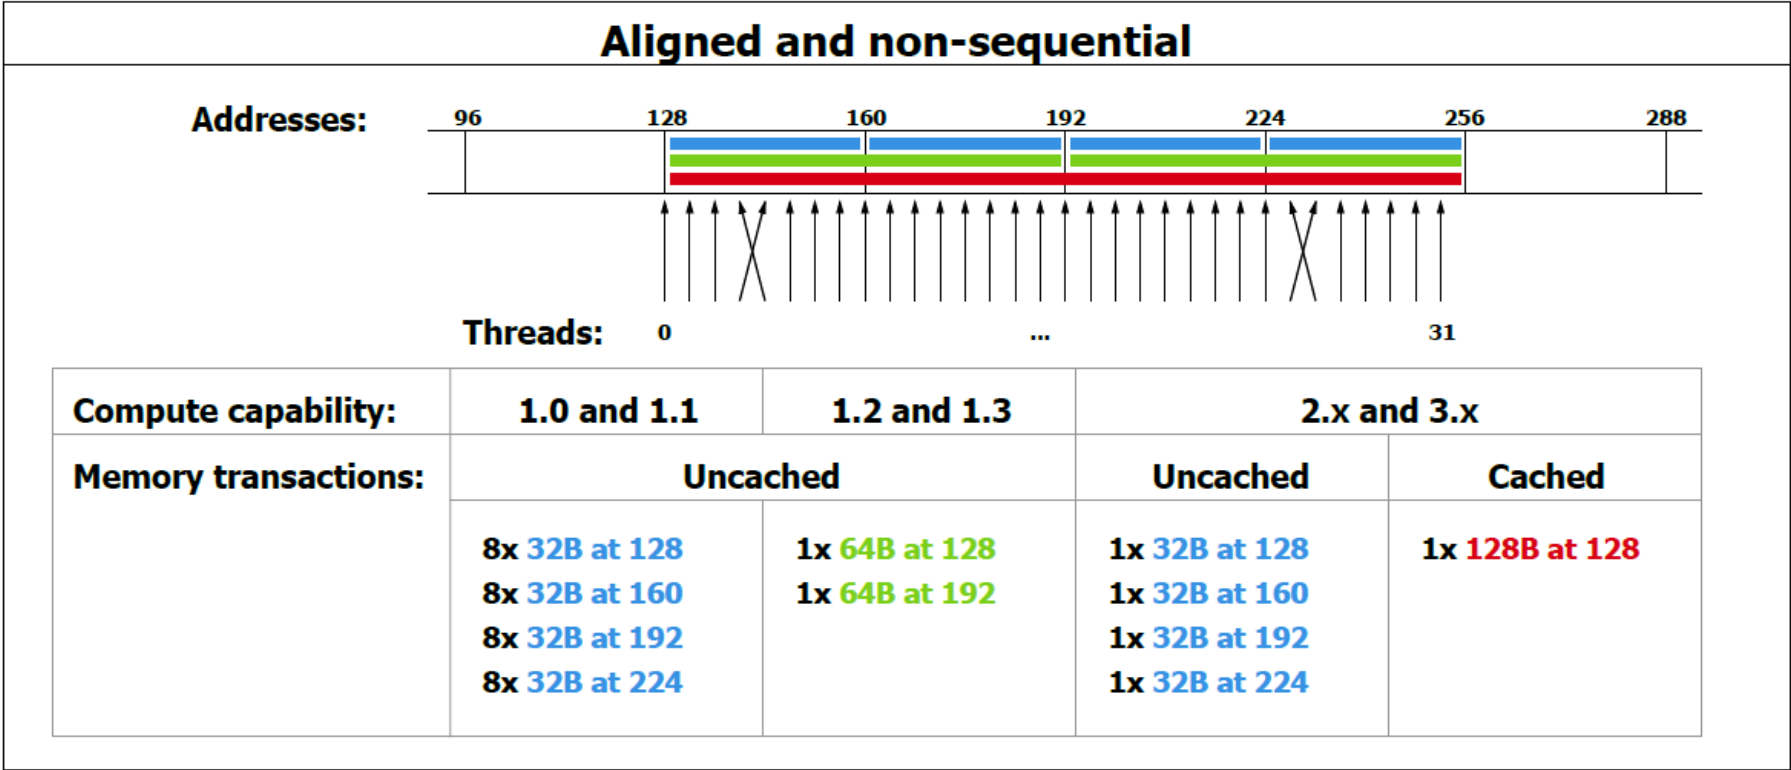 Aligned and non-sequential
Addresses: 96 128 160 192 224 256 288
Threads: 0 ... 31
Compute capability: 1.0 and 1.1 1.2 and 1.3 2.x and 3.x
Memory transactions: Uncached Uncached Cached
8x 32B at 128 1x 64B at 128 1x 32B at 128 1x 128B at 128
8x 32B at 160 1x 64B at 192 1x 32B at 160
8x 32B at 192 1x 32B at 192
8x 32B at 224 1x 32B at 224